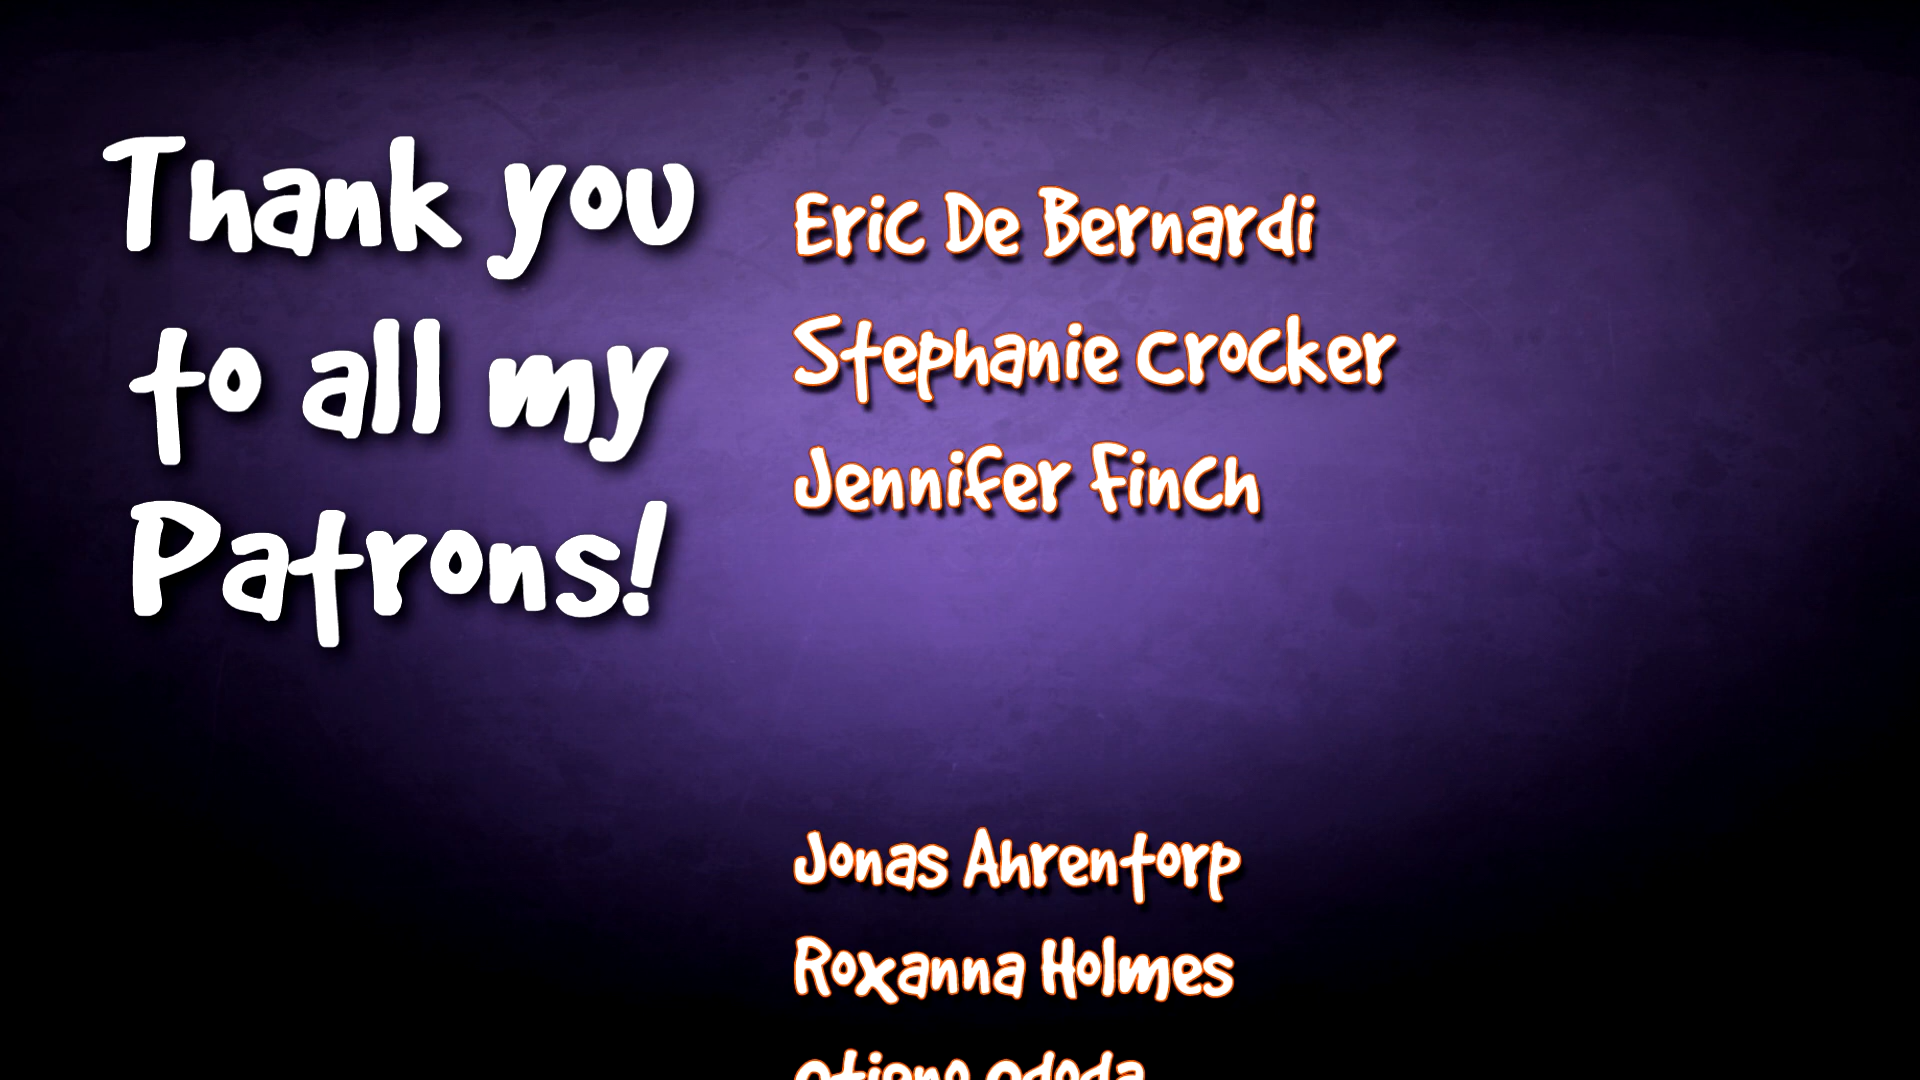 Thank you
to all my
Patrons!
Eric De Bernardi
Stephanie Crocker
Jennifer Finch
Jonas Ahrentorp
Roxanna Holmes